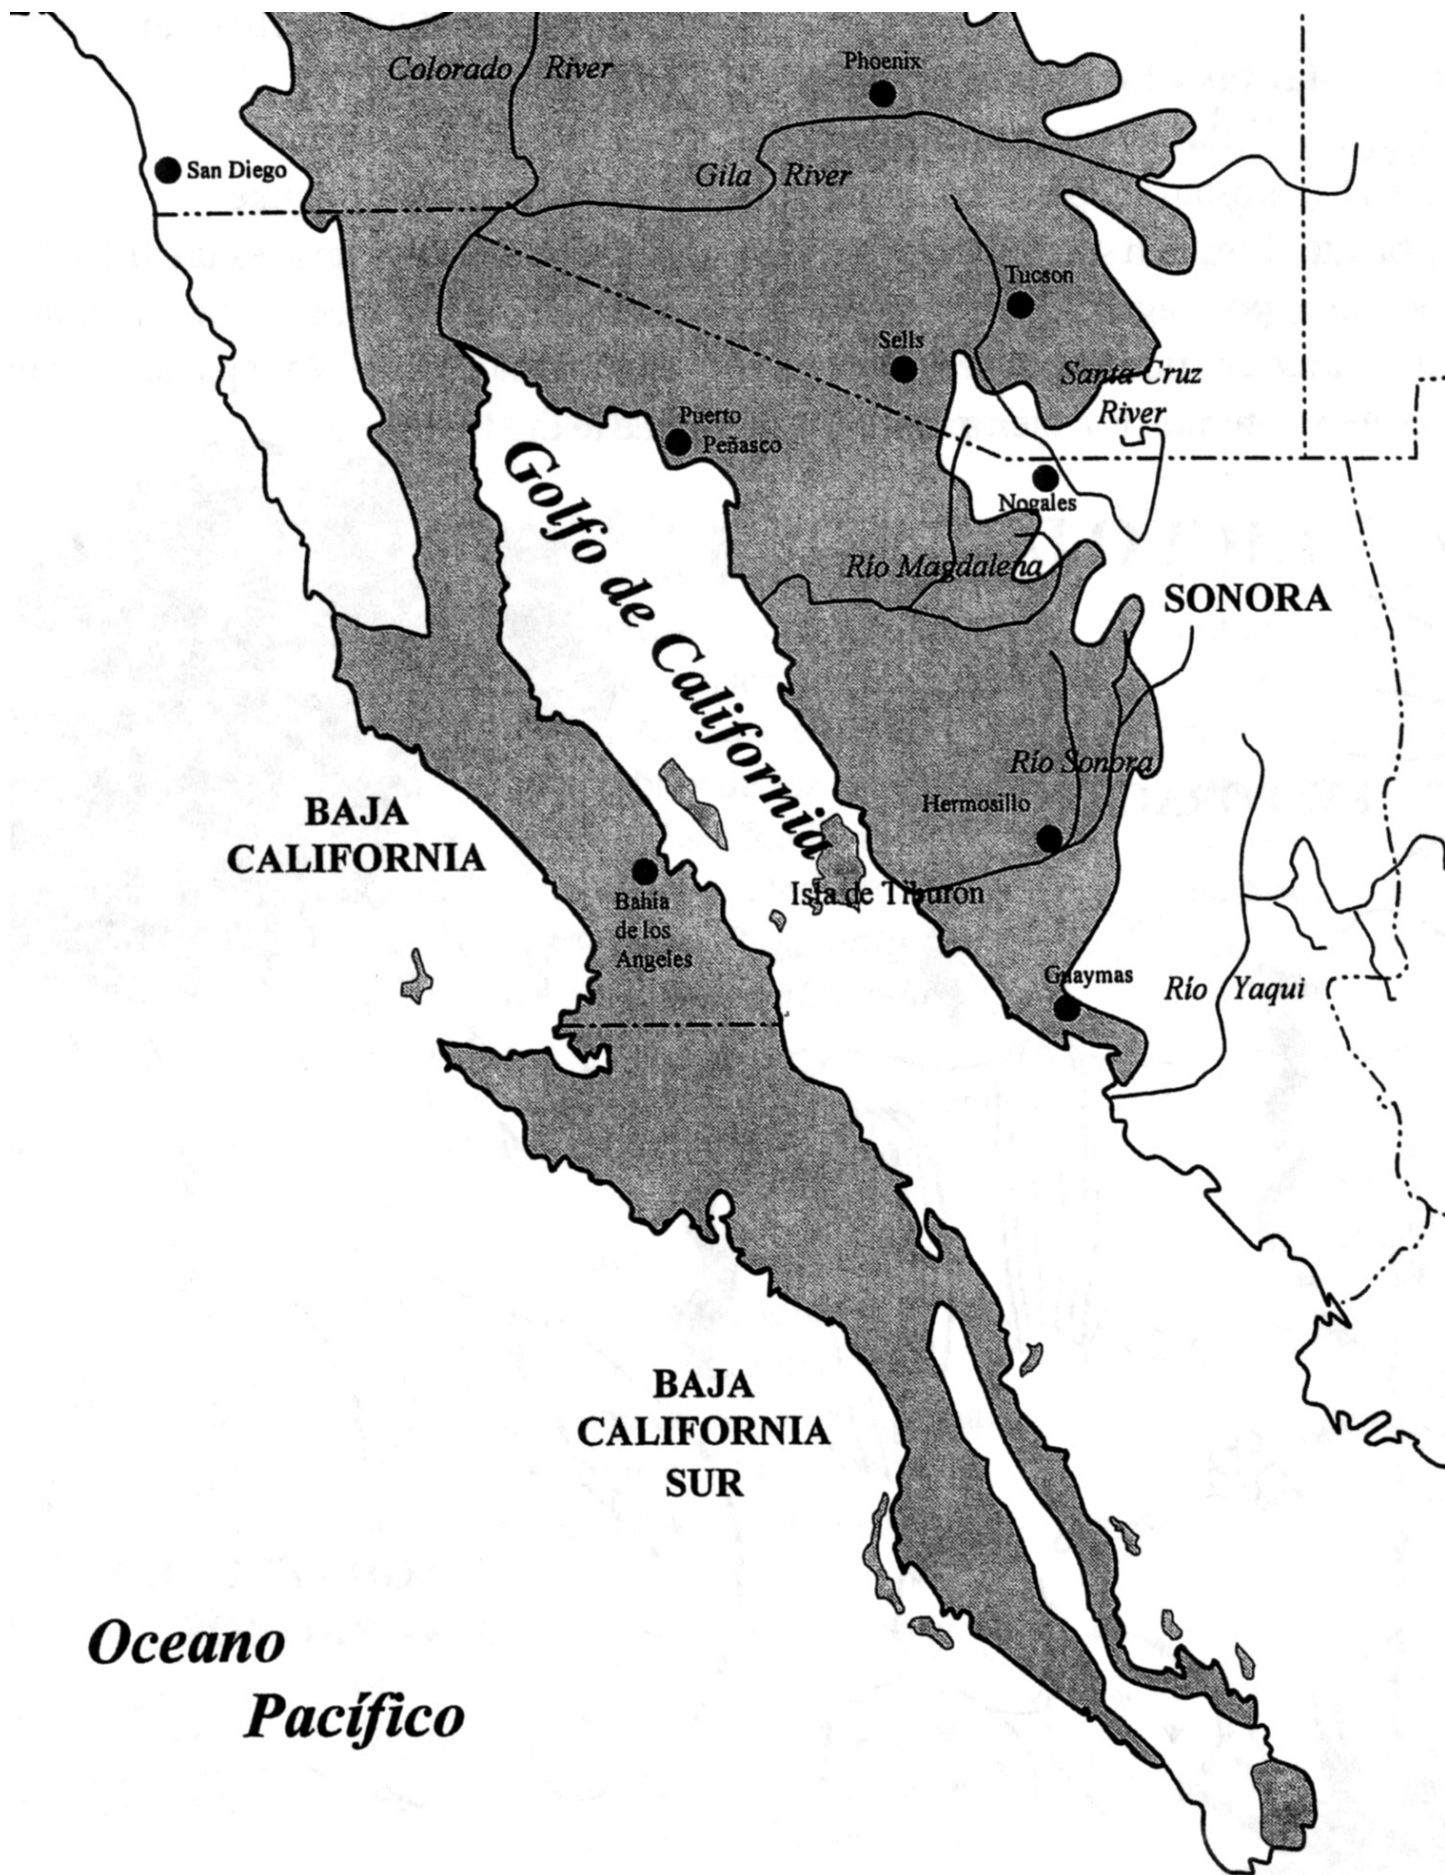 Colorado River
Phoenix
San Diego
Gila River
Tucson
Sells
Santa Cruz
River
Puerto
Peñasco
Nogales
Golfo de California
Río Magdalena
SONORA
Río Sonora
Hermosillo
BAJA
CALIFORNIA
Isla de Tiburon
Bahia
de los
Angeles
Guaymas
Río Yaqui
BAJA
CALIFORNIA
SUR
Oceano
Pacífico